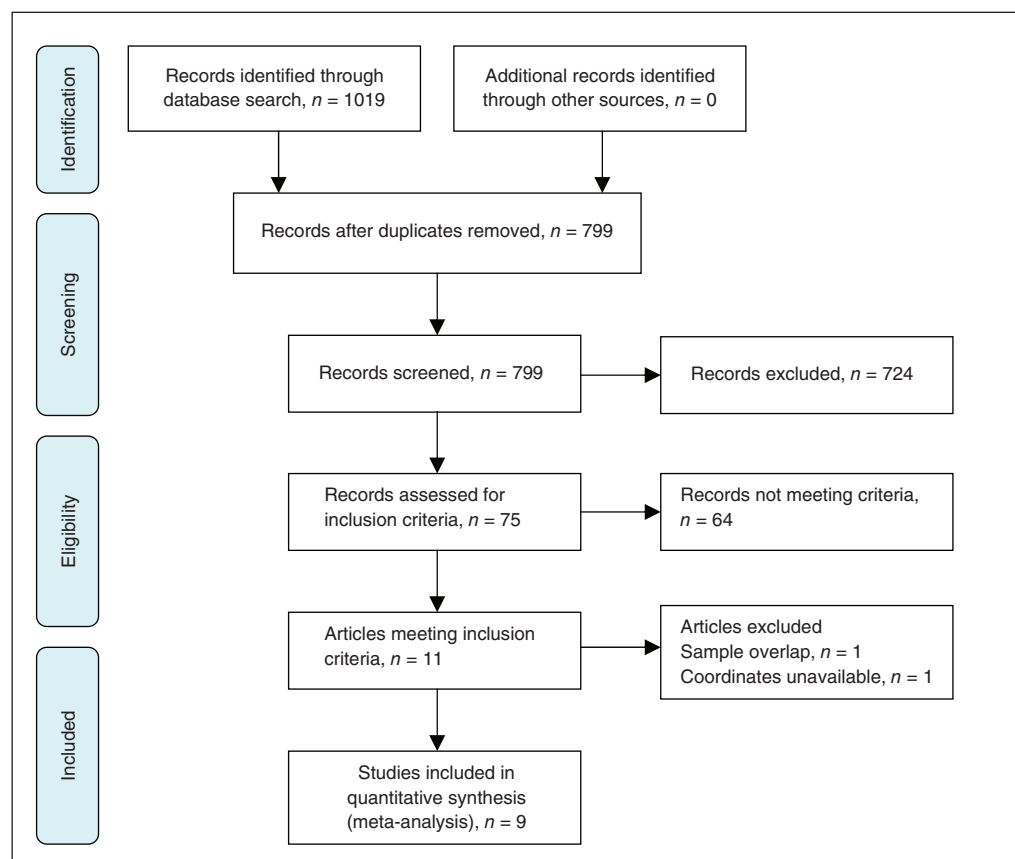 Identification
Records identified through
database search, n = 1019
Additional records identified
through other sources, n = 0
Records after duplicates removed, n = 799
Screening
Records screened, n = 799
Records excluded, n = 724
Eligibility
Records assessed for
inclusion criteria, n = 75
Records not meeting criteria,
n = 64
Articles meeting inclusion
criteria, n = 11
Articles excluded
Sample overlap, n = 1
Coordinates unavailable, n = 1
Included
Studies included in
quantitative synthesis
(meta-analysis), n = 9